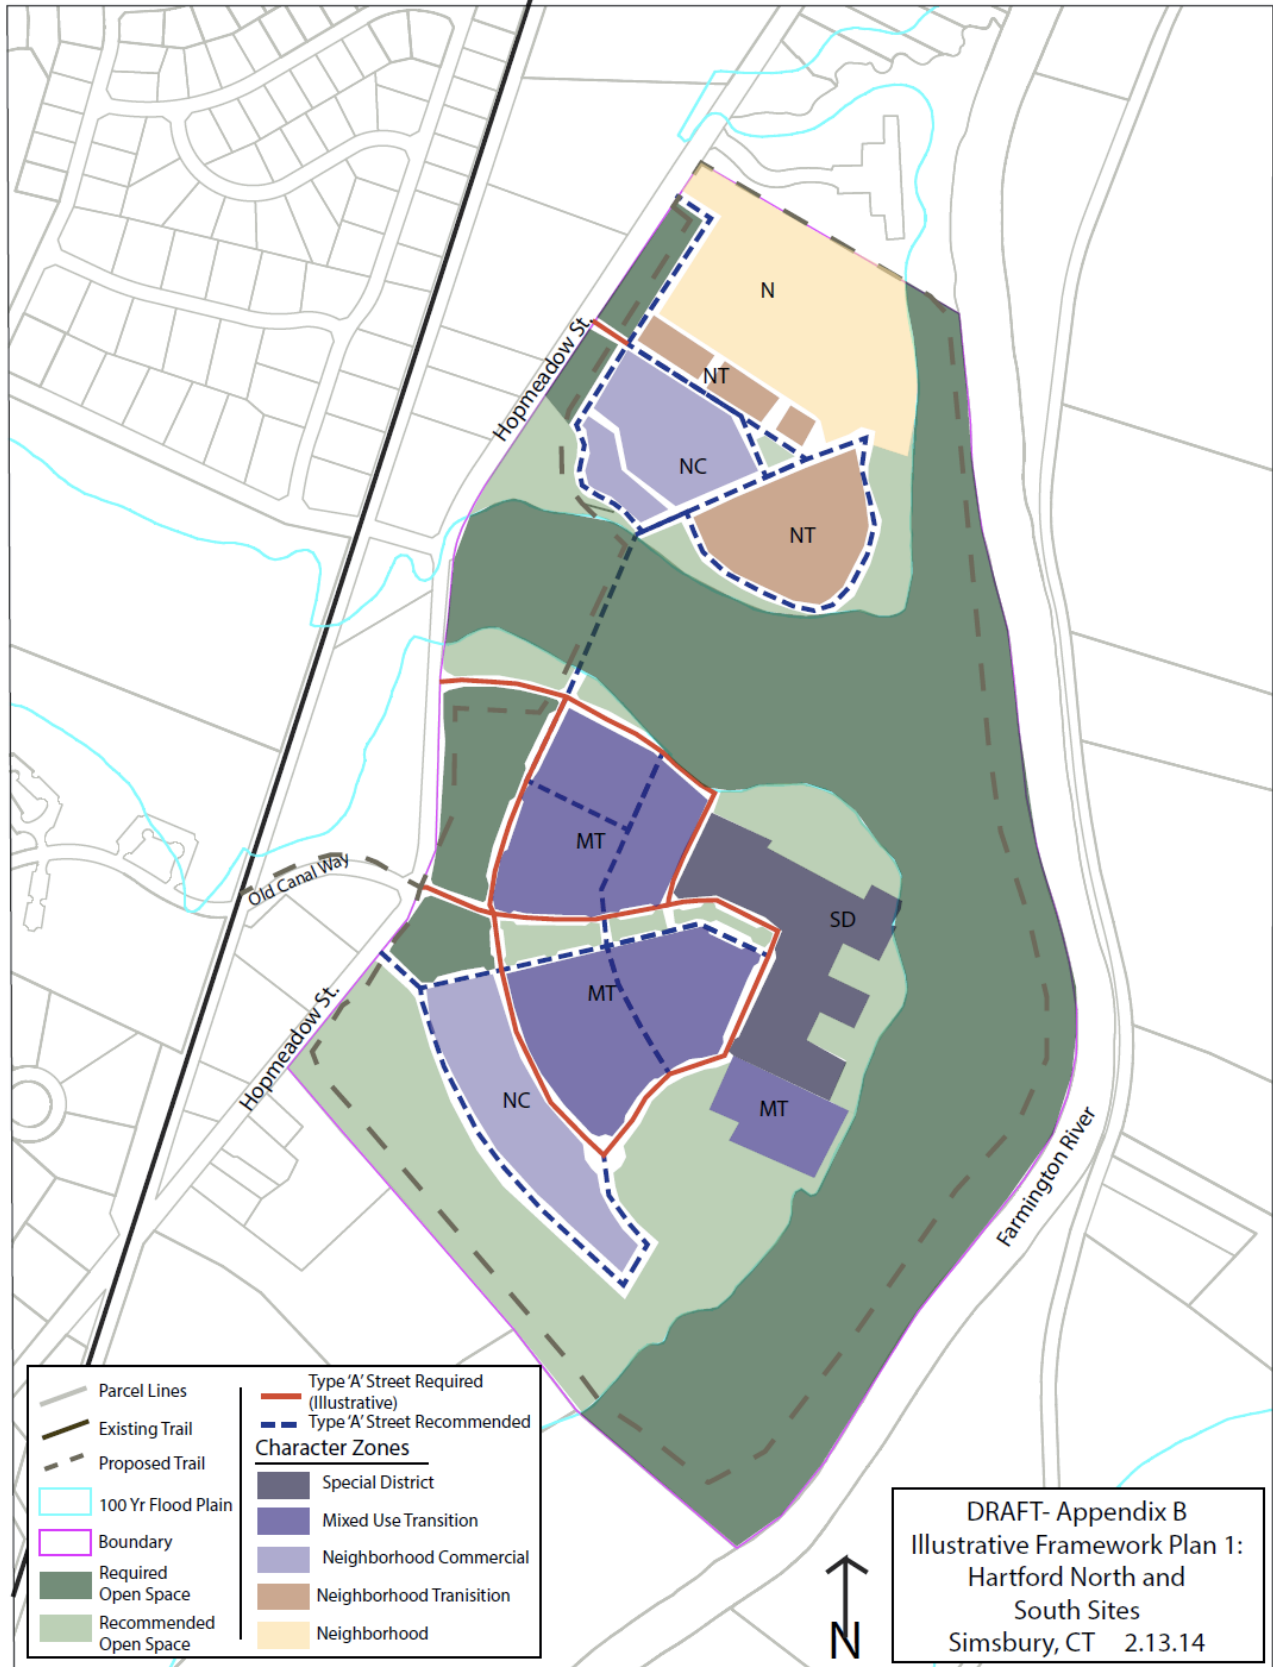 N
Hopmeadow St.
NT
NC
NT
MT
Old Canal Way
SD
MT
Hopmeadow St.
NC
MT
Farmington River
Parcel Lines
Existing Trail
Proposed Trail
100 Yr Flood Plain
Boundary
Required
Open Space
Recommended
Open Space
Type 'A' Street Required
(Illustrative)
Type 'A' Street Recommended
Character Zones
Special District
Mixed Use Transition
Neighborhood Commercial
Neighborhood Tranisition
Neighborhood
N
DRAFT- Appendix B
Illustrative Framework Plan 1:
Hartford North and
South Sites
Simsbury, CT 2.13.14